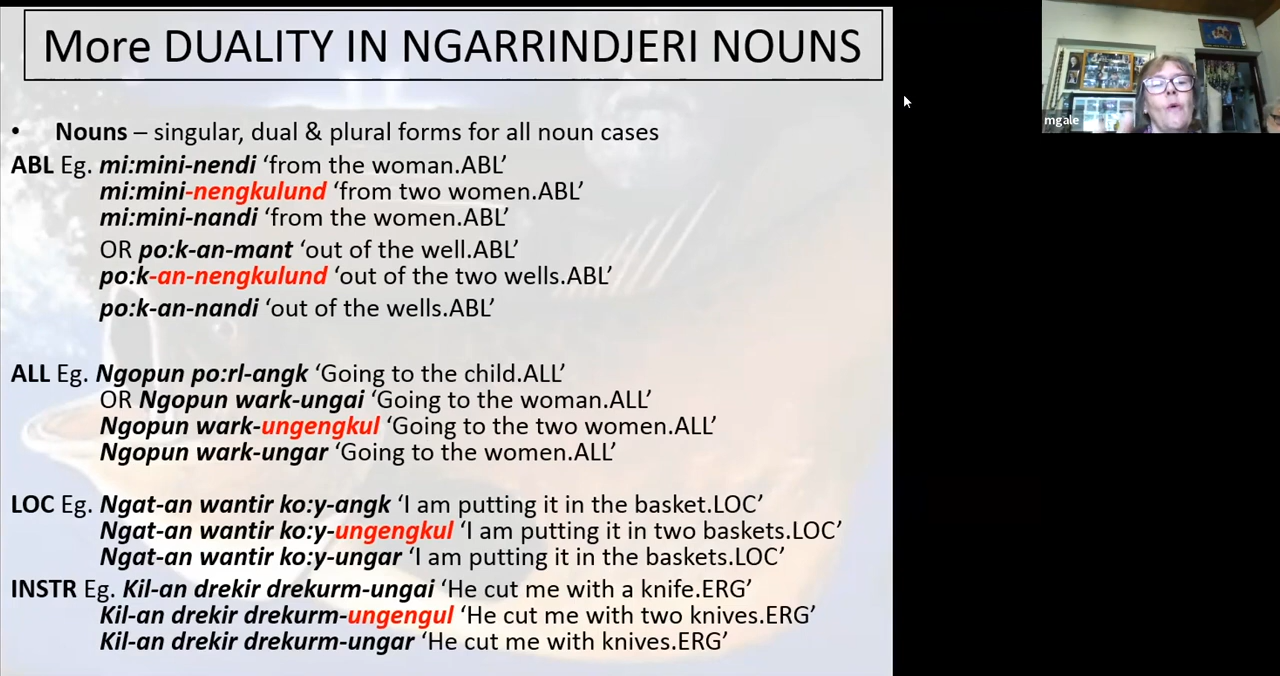 More DUALITY IN NGARRINDJERI NOUNS
• Nouns – singular, dual & plural forms for all noun cases
ABL Eg. mi:mini-nendi ‘from the woman.ABL’
mi:mini-nengkulund ‘from two women.ABL’
mi:mini-nandi ‘from the women.ABL’
OR po:k-an-mant ‘out of the well.ABL’
po:k-an-nengkulund ‘out of the two wells.ABL’
po:k-an-nandi ‘out of the wells.ABL’
ALL Eg. Ngopun po:rl-angk ‘Going to the child.ALL’
OR Ngopun wark-ungai ‘Going to the woman.ALL’
Ngopun wark-ungengkul ‘Going to the two women.ALL’
Ngopun wark-ungar ‘Going to the women.ALL’
LOC Eg. Ngat-an wantir ko:y-angk ‘I am putting it in the basket.LOC’
Ngat-an wantir ko:y-ungengkul ‘I am putting it in two baskets.LOC’
Ngat-an wantir ko:y-ungar ‘I am putting it in the baskets.LOC’
INSTR Eg. Kil-an drekir drekurm-ungai ‘He cut me with a knife.ERG’
Kil-an drekir drekurm-ungengul ‘He cut me with two knives.ERG’
Kil-an drekir drekurm-ungar ‘He cut me with knives.ERG’
mgale